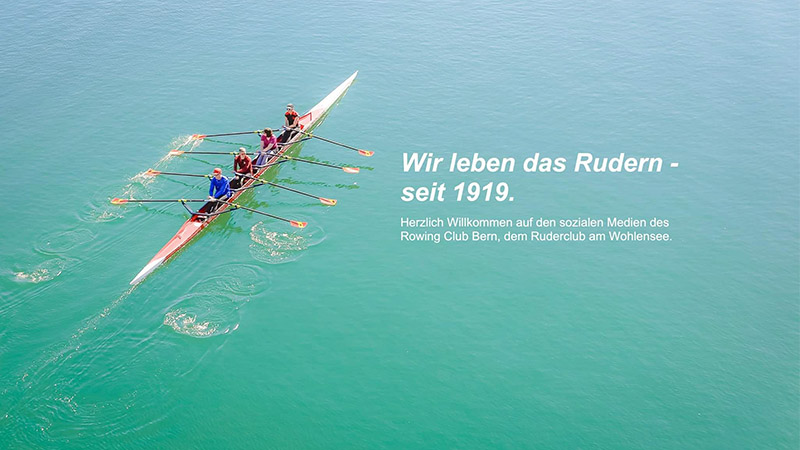 Wir leben das Rudern -
seit 1919.
Herzlich Willkommen auf den sozialen Medien des
Rowing Club Bern, dem Ruderclub am Wohlensee.